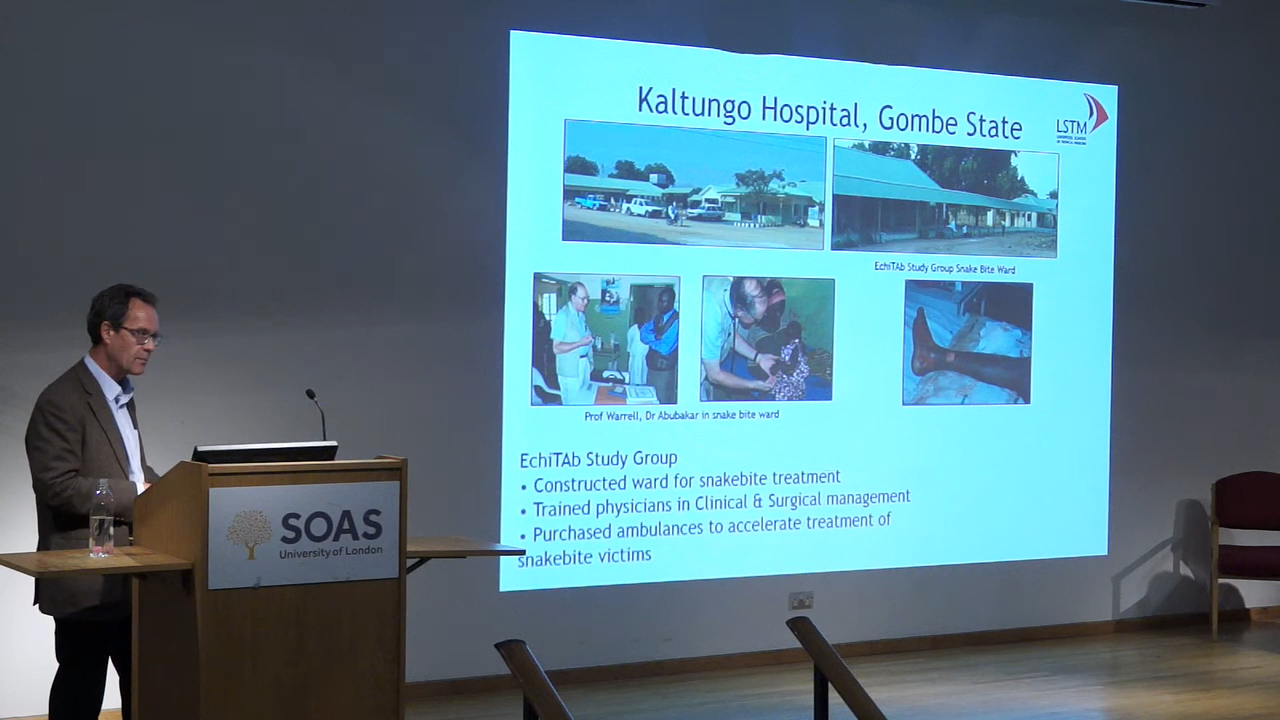 Kaltungo Hospital, Gombe State
LSTM
EchiTAb Study Group Snake Bite Ward
Prof Warrell, Dr Abubakar in snake bite ward
EchiTAb Study Group
• Constructed ward for snakebite treatment
• Trained physicians in Clinical & Surgical management
• Purchased ambulances to accelerate treatment of
snakebite victims
SOAS
University of London